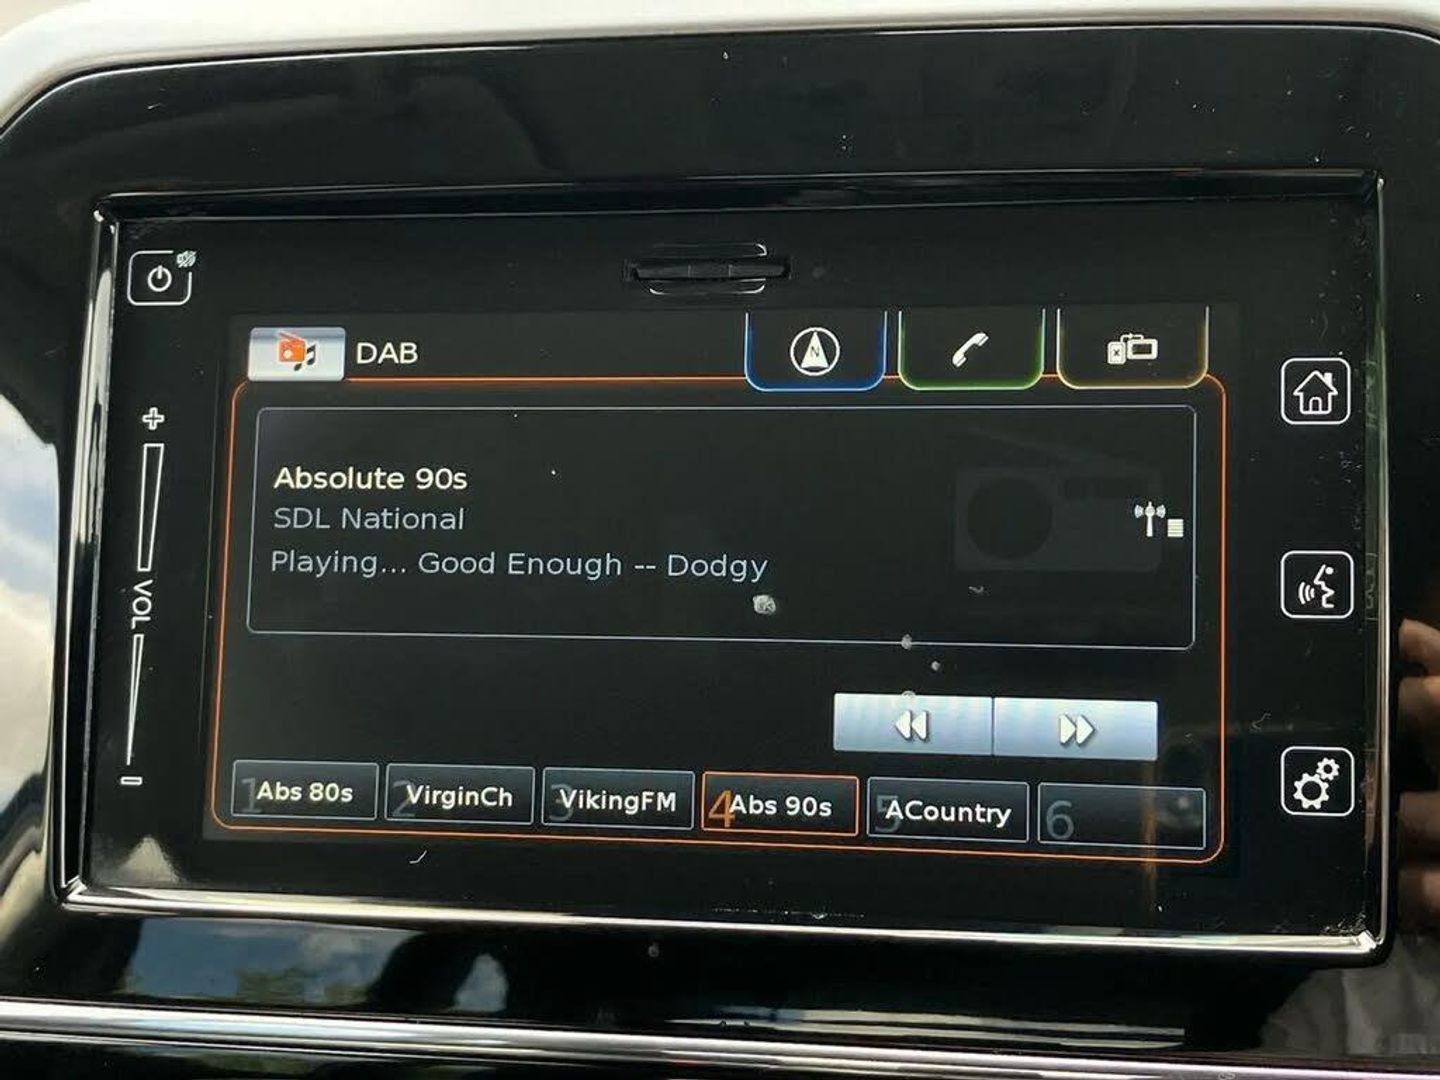 DAB
N
Absolute 90s
SDL National
Playing... Good Enough -- Dodgy
VOL
1 Abs 80s
2 VirginCh
3 VikingFM
4 Abs 90s
5 ACountry
6